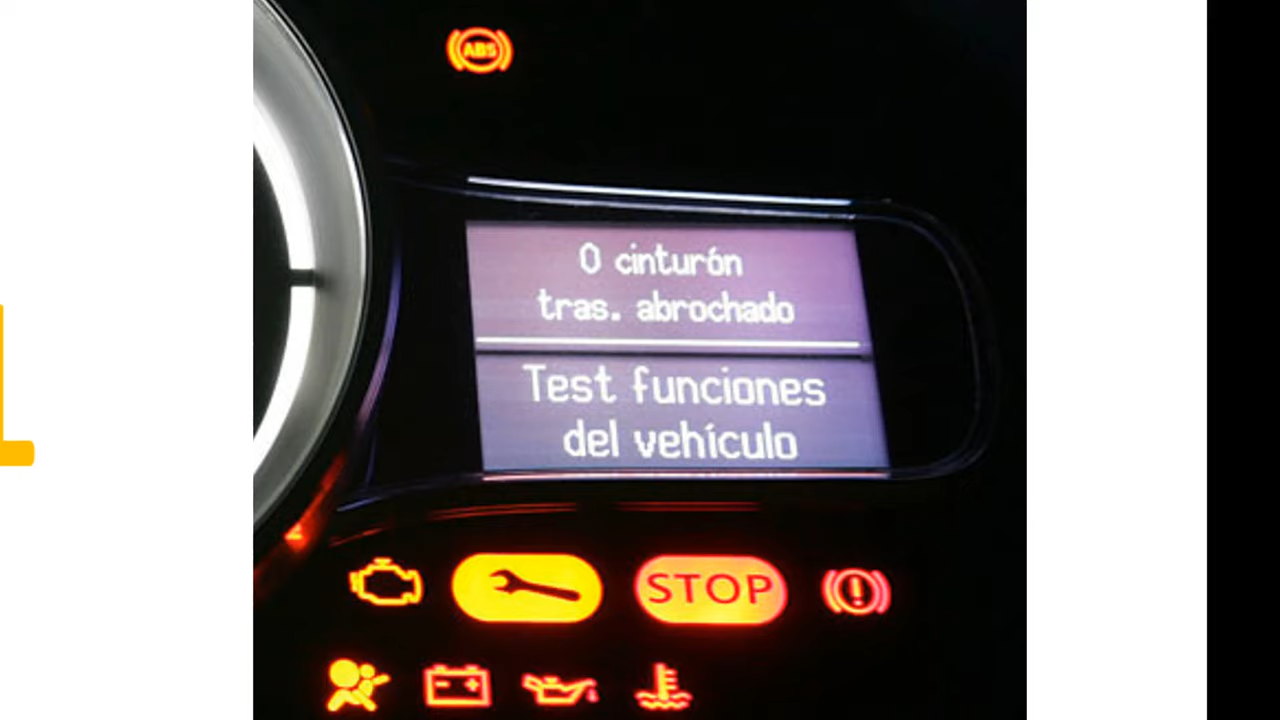 ABS
0 cinturón
tras. abrochado
Test funciones
del vehículo
STOP